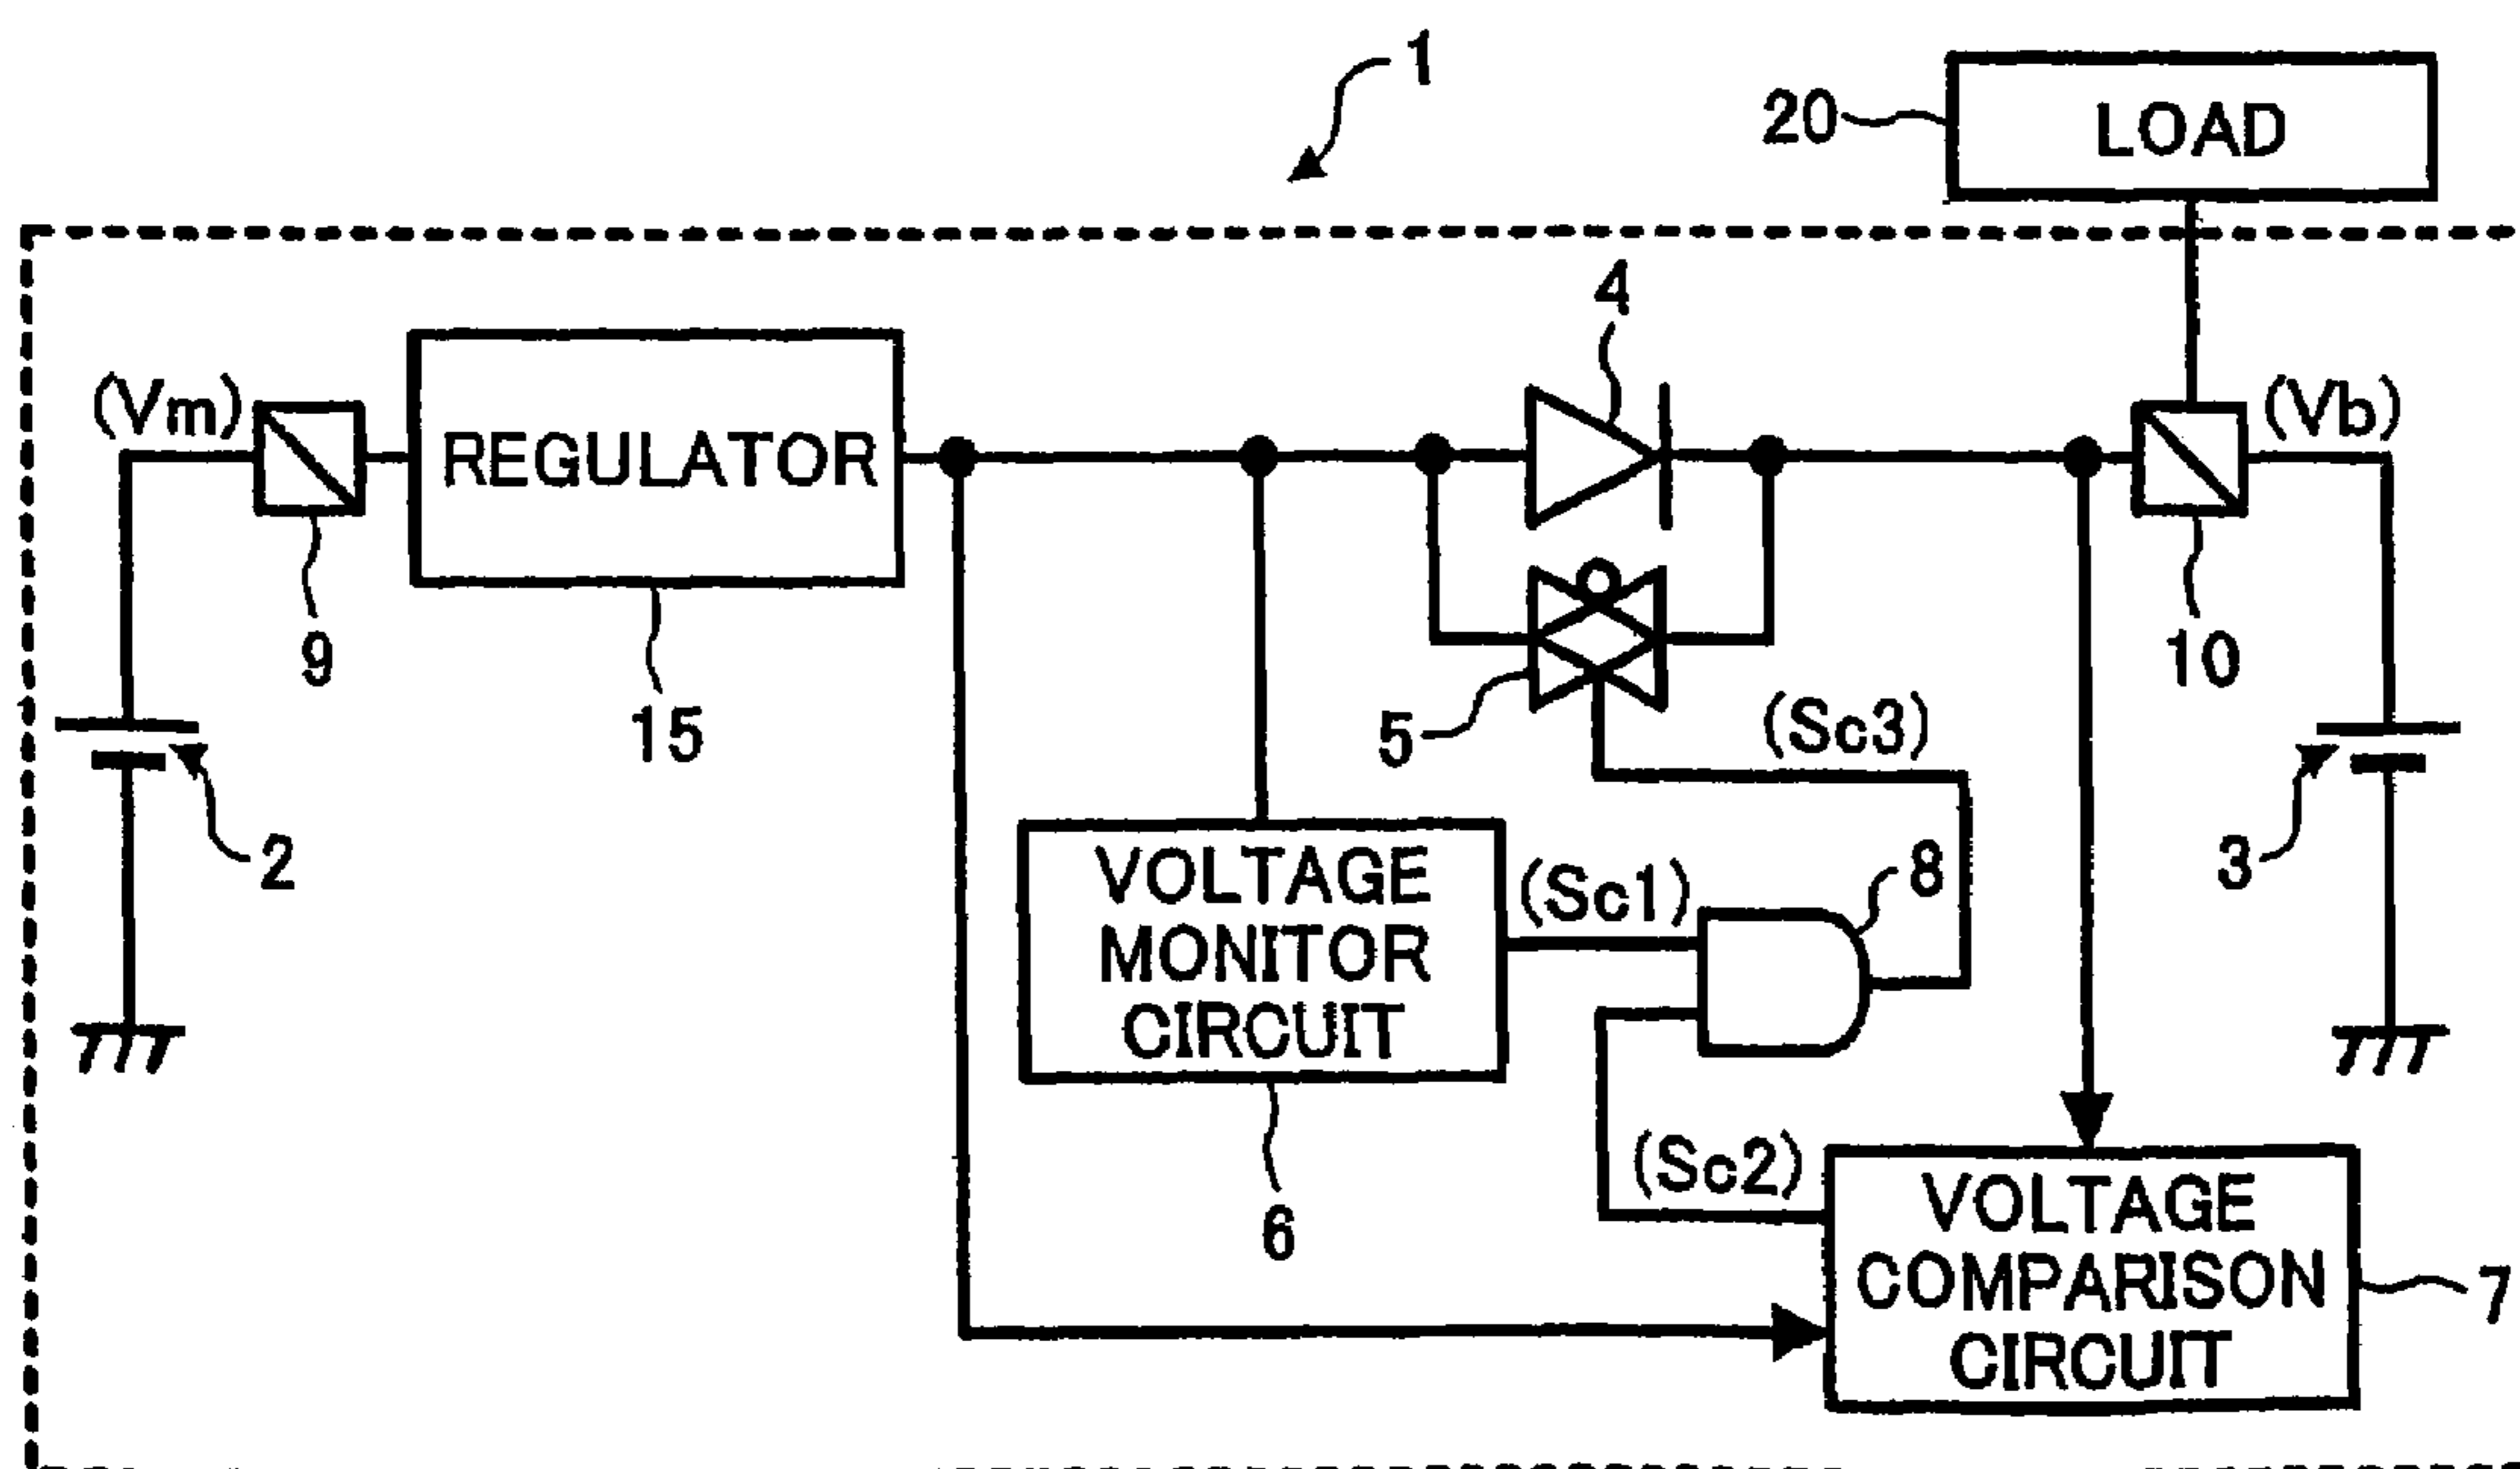 1
20
LOAD
4
(Vm)
(Vb)
REGULATOR
9
10
15
5
(Sc3)
2
3
VOLTAGE
MONITOR
CIRCUIT
(Sc1)
8
6
(Sc2)
VOLTAGE
COMPARISON
CIRCUIT
7